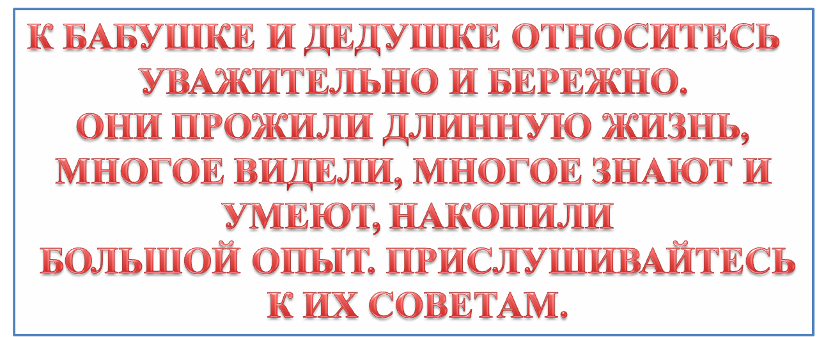 К БАБУШКЕ И ДЕДУШКЕ ОТНОСИТЕСЬ
УВАЖИТЕЛЬНО И БЕРЕЖНО.
ОНИ ПРОЖИЛИ ДЛИННУЮ ЖИЗНЬ,
МНОГОЕ ВИДЕЛИ, МНОГОЕ ЗНАЮТ И
УМЕЮТ, НАКОПИЛИ
БОЛЬШОЙ ОПЫТ. ПРИСЛУШИВАЙТЕСЬ
К ИХ СОВЕТАМ.